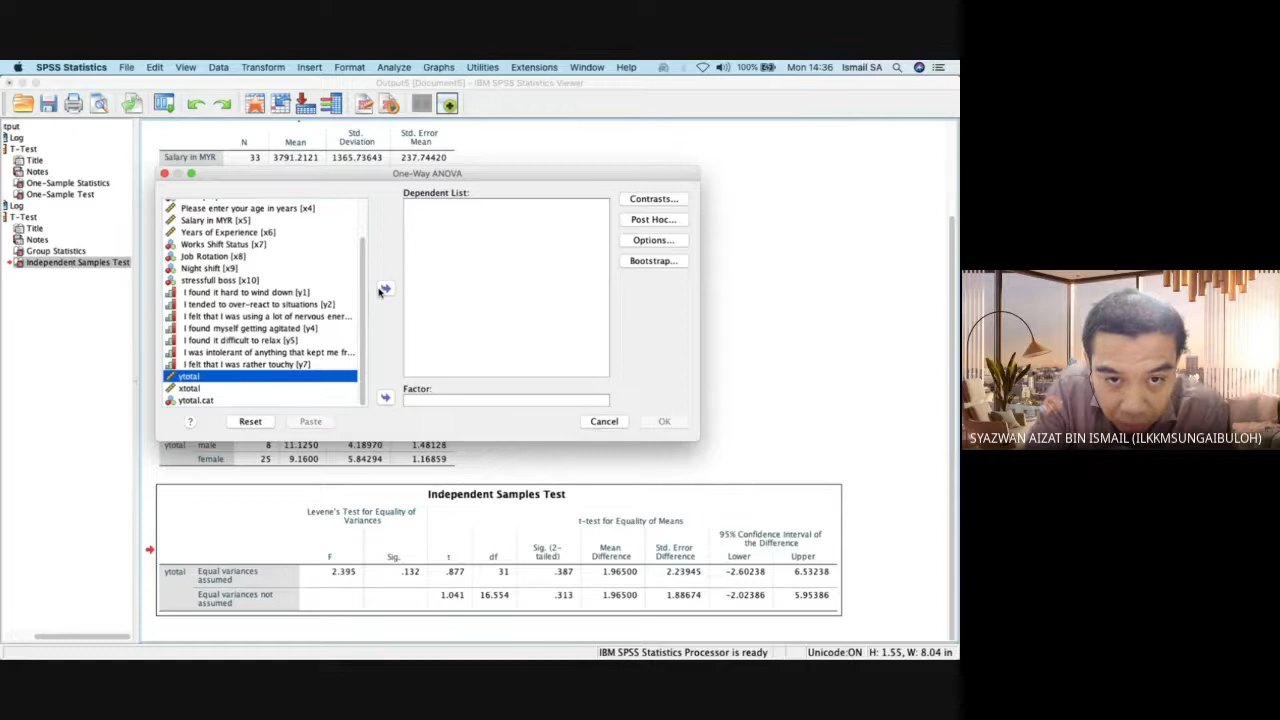 SPSS Statistics File Edit View Data Transform Insert Format Analyze Graphs Utilities Extensions Window Help 100% Mon 14:36 Ismail SA
Output5 [Document5] - IBM SPSS Statistics Viewer
tput
Log
T-Test
Title
Notes
One-Sample Statistics
One-Sample Test
Log
T-Test
Title
Notes
Group Statistics
Independent Samples Test
N Mean Std. Deviation Std. Error Mean
Salary in MYR 33 3791.2121 1365.73643 237.74420
One-Way ANOVA
Please enter your age in years [x4]
Salary in MYR [x5]
Years of Experience [x6]
Works Shift Status [x7]
Job Rotation [x8]
Night shift [x9]
stressfull boss [x10]
I found it hard to wind down [y1]
I tended to over-react to situations [y2]
I felt that I was using a lot of nervous ener...
I found myself getting agitated [y4]
I found it difficult to relax [y5]
I was intolerant of anything that kept me fr...
I felt that I was rather touchy [y7]
ytotal
xtotal
ytotal.cat
Dependent List:
Factor:
Contrasts...
Post Hoc...
Options...
Bootstrap...
? Reset Paste Cancel OK
ytotal male 8 11.1250 4.18970 1.48128
female 25 9.1600 5.84294 1.16859
Independent Samples Test
Levene's Test for Equality of Variances
t-test for Equality of Means
95% Confidence Interval of the Difference
F Sig. t df Sig. (2-tailed) Mean Difference Std. Error Difference Lower Upper
ytotal Equal variances assumed 2.395 .132 .877 31 .387 1.96500 2.23945 -2.60238 6.53238
Equal variances not assumed 1.041 16.554 .313 1.96500 1.88674 -2.02386 5.95386
IBM SPSS Statistics Processor is ready Unicode:ON H: 1.55, W: 8.04 in
SYAZWAN AIZAT BIN ISMAIL (ILKKMSUNGAIBULOH)